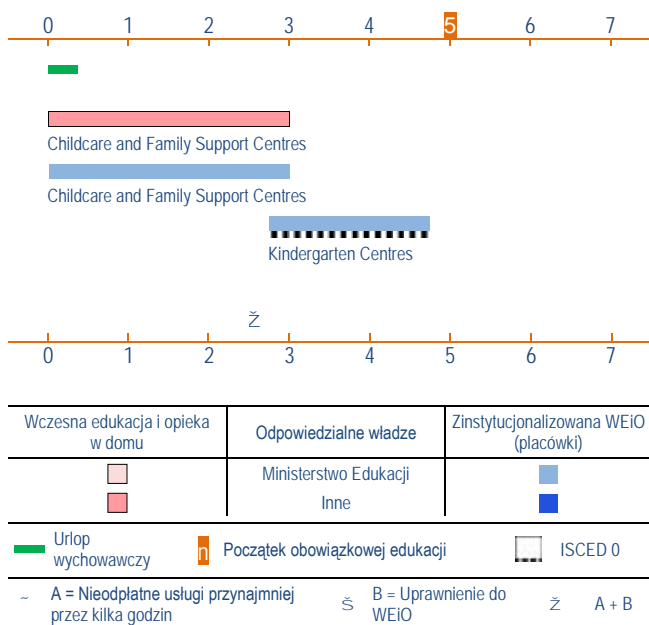 0 1 2 3 4 5 6 7
Childcare and Family Support Centres
Childcare and Family Support Centres
Kindergarten Centres
Ž
0 1 2 3 4 5 6 7
Wczesna edukacja i opieka
w domu
Odpowiedzialne władze
Zinstytucjonalizowana WEiO
(placówki)
Ministerstwo Edukacji
Inne
Urlop
wychowawczy
n Początek obowiązkowej edukacji
ISCED 0
~ A = Nieodpłatne usługi przynajmniej
przez kilka godzin
Š B = Uprawnienie do
WEiO
Ž A + B